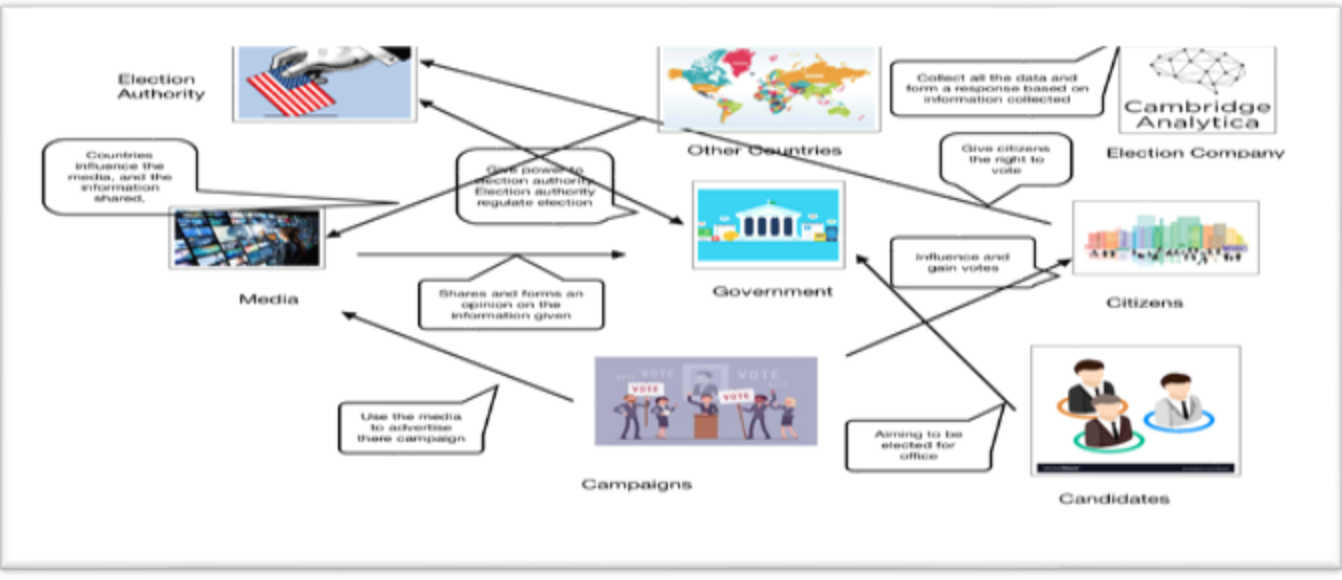 Election
Authority
Collect all the data and
form a response based on
information collected
Cambridge
Analytica
Election Company
Other Countries
Give citizens
the right to
vote
Countries
influence the
media, and the
information
shared.
Give power to
election authority
Election authority
regulate election
Media
Shares and forms an
opinion on the
information given
Government
Influence and
gain votes
Citizens
VOTE
VOTE
VOTE
VOTE
Use the media
to advertise
there campaign
Campaigns
Aiming to be
elected for
office
Candidates